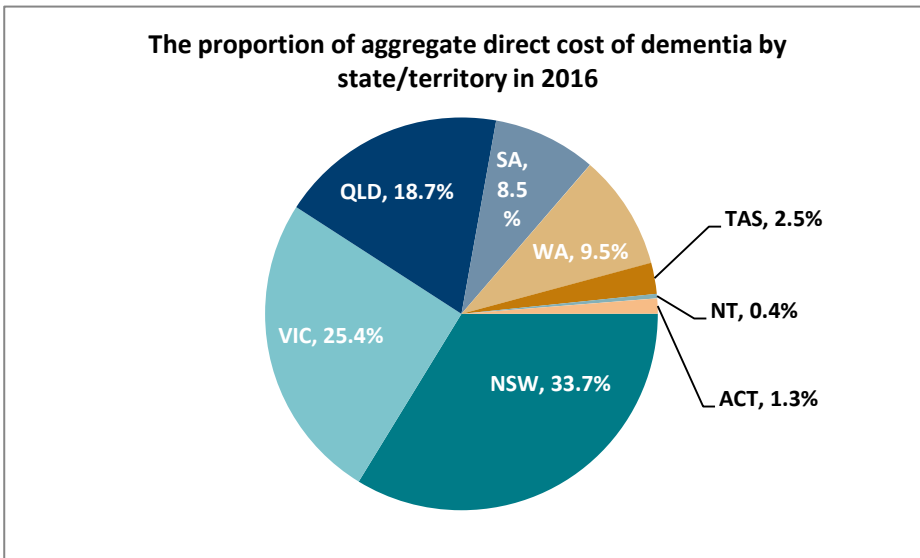 The proportion of aggregate direct cost of dementia by
state/territory in 2016
SA,
8.5
%
QLD, 18.7%
TAS, 2.5%
WA, 9.5%
NT, 0.4%
VIC, 25.4%
NSW, 33.7%
ACT, 1.3%